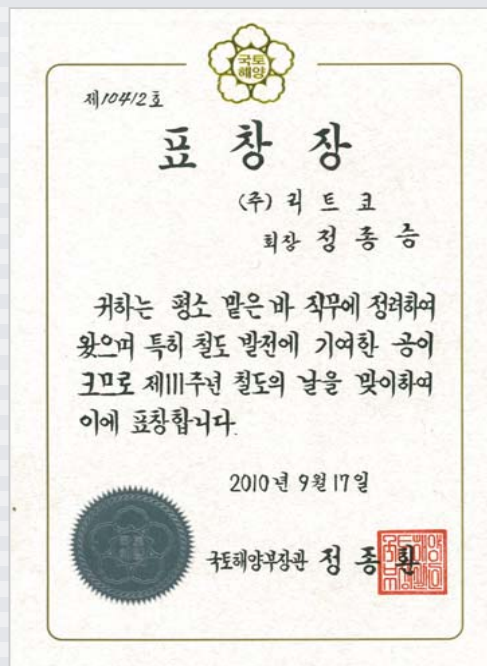 국토
해양
제10412호
표창장
(주) 리트코
회장 정종승
귀하는 평소 맡은 바 직무에 정려하여
왔으며 특히 철도 발전에 기여한 공이
크므로 제111주년 철도의 날을 맞이하여
이에 표창합니다.
2010년 9월 17일
국토해양부장관 정종환